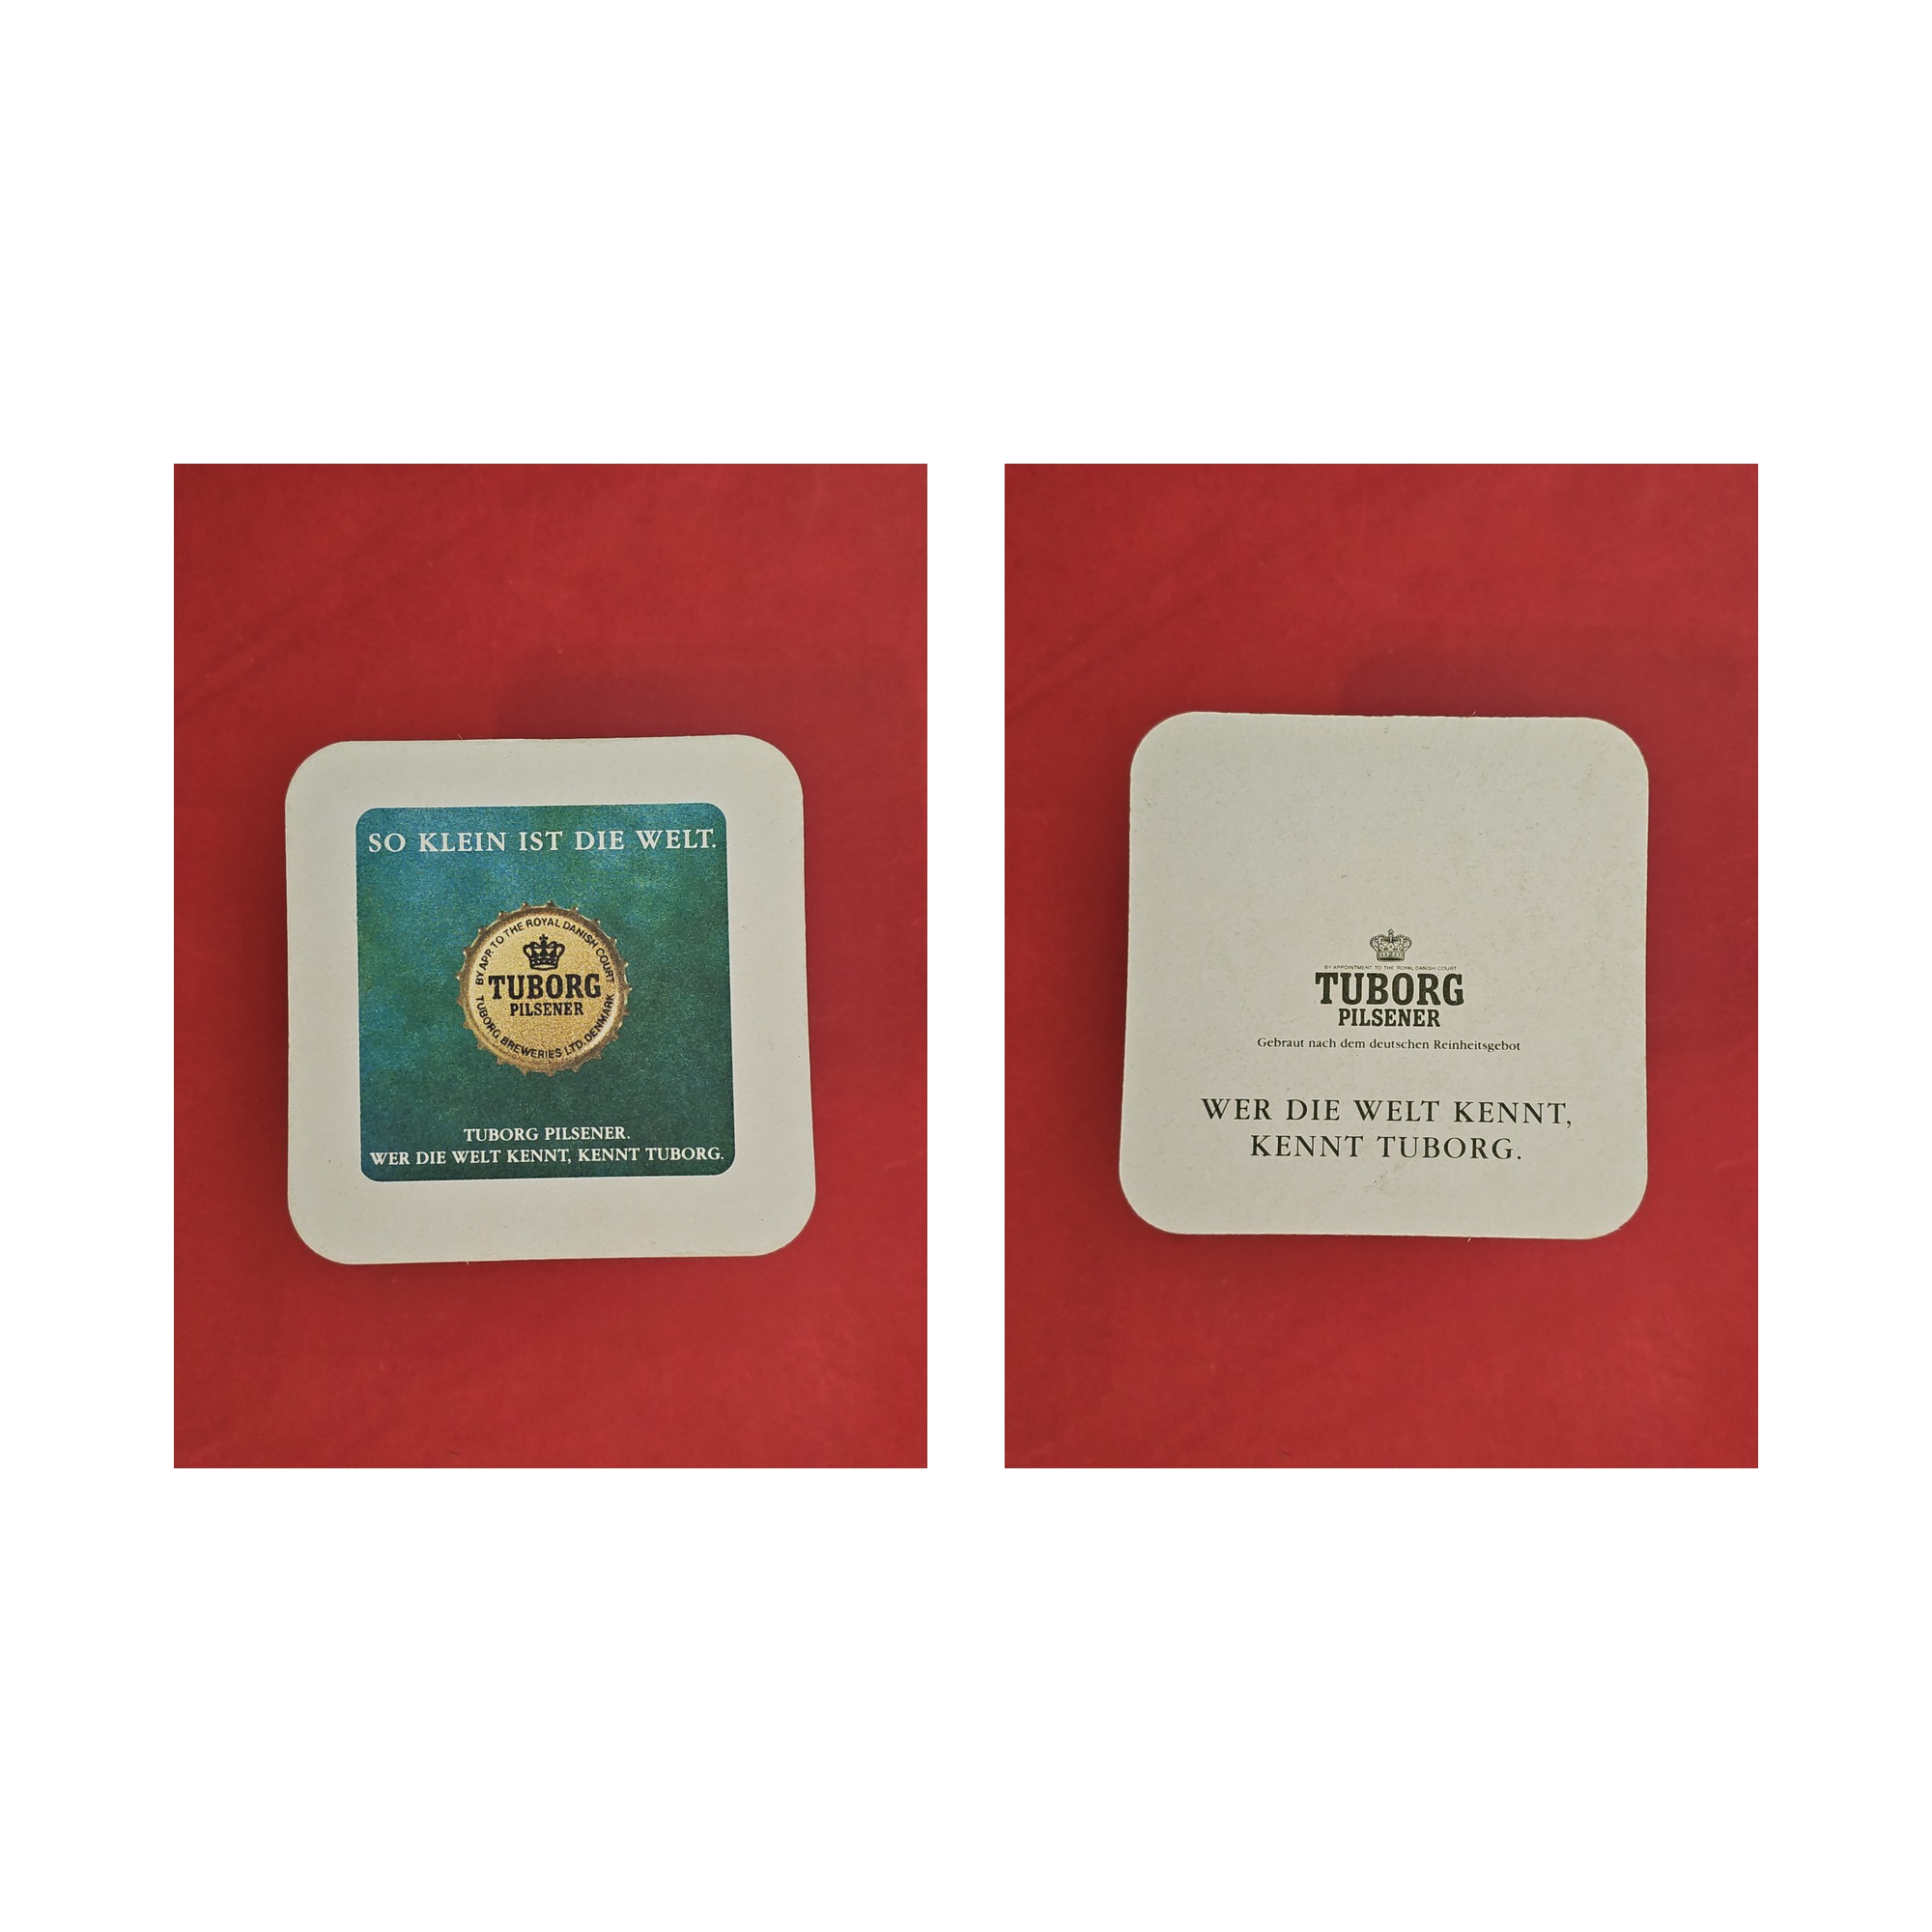 SO KLEIN IST DIE WELT.
BY APP. TO THE ROYAL DANISH COURT
TUBORG
PILSENER
TUBORG BREWERIES LTD. DENMARK
TUBORG PILSENER.
WER DIE WELT KENNT, KENNT TUBORG.
BY APPOINTMENT TO THE ROYAL DANISH COURT
TUBORG
PILSENER
Gebraut nach dem deutschen Reinheitsgebot
WER DIE WELT KENNT,
KENNT TUBORG.